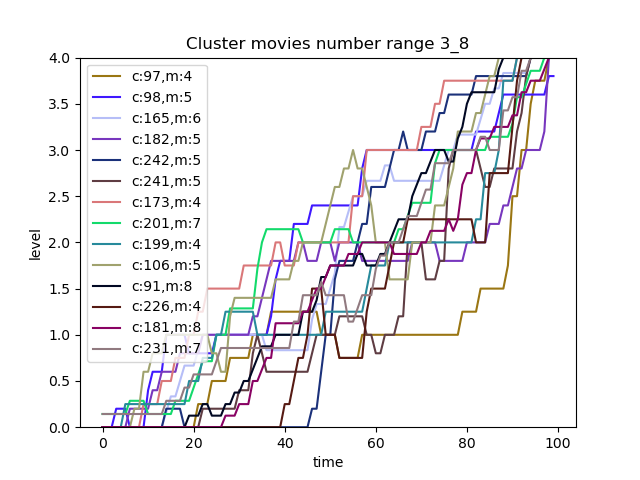 Cluster movies number range 3_8
4.0
3.5
3.0
2.5
2.0
1.5
1.0
0.5
0.0
level
c:97,m:4
c:98,m:5
c:165,m:6
c:182,m:5
c:242,m:5
c:241,m:5
c:173,m:4
c:201,m:7
c:199,m:4
c:106,m:5
c:91,m:8
c:226,m:4
c:181,m:8
c:231,m:7
0 20 40 60 80 100
time